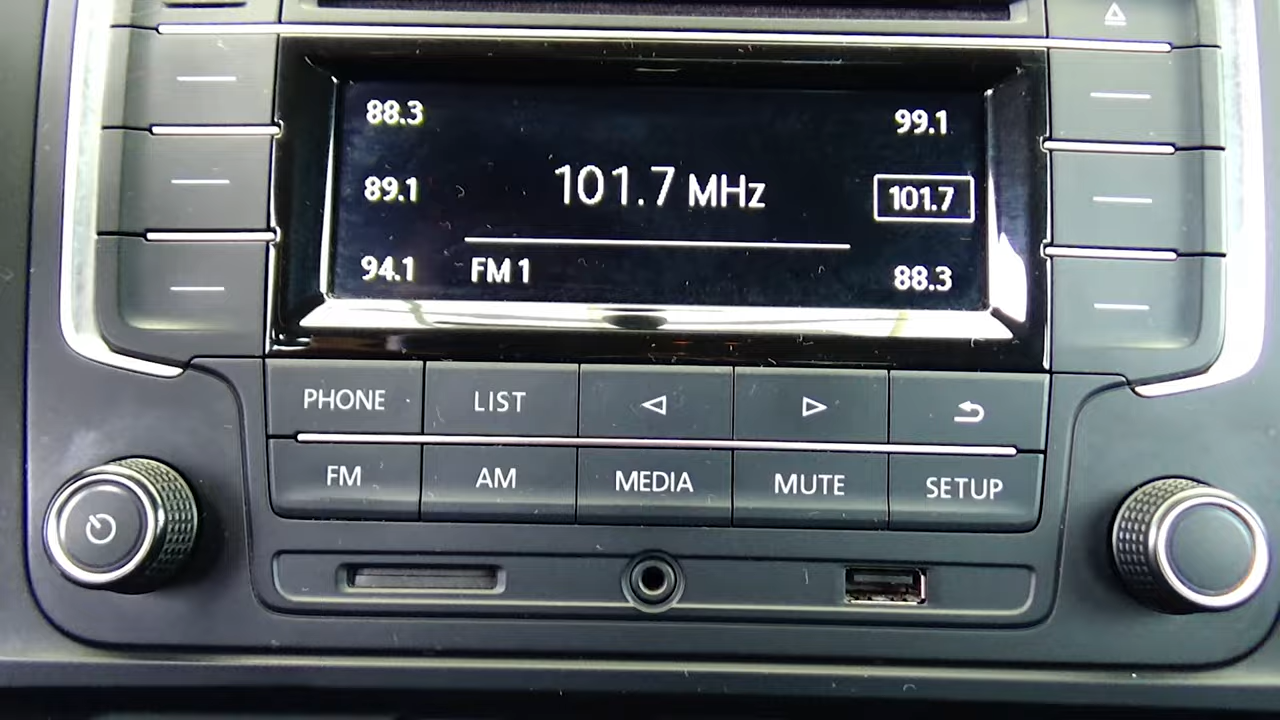 88.3
99.1
101.7 MHz
89.1
101.7
94.1
FM 1
88.3
PHONE
LIST
FM
AM
MEDIA
MUTE
SETUP